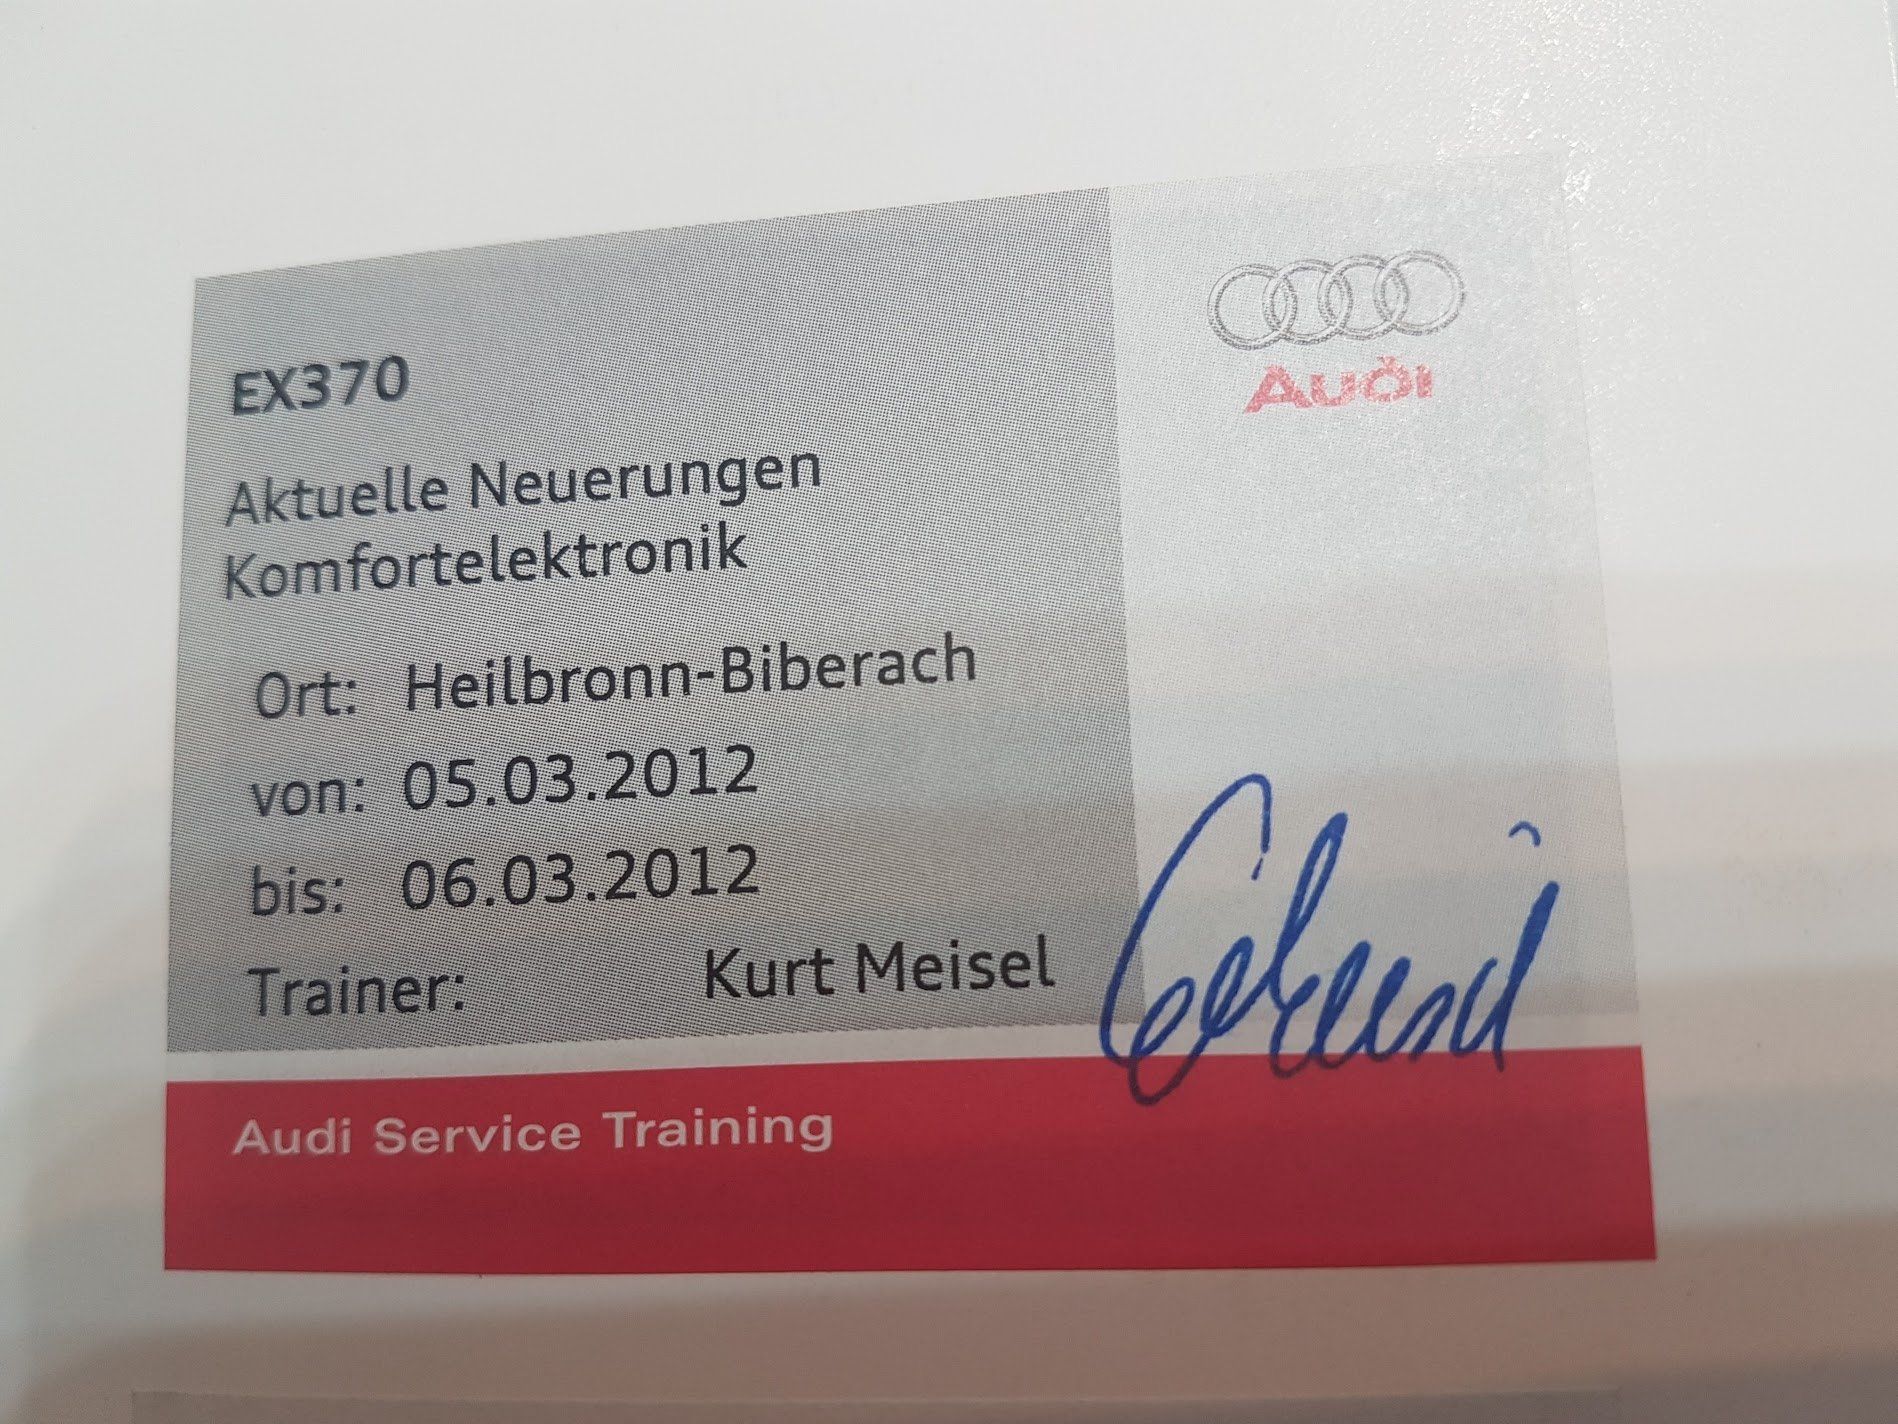 Audi
EX370
Aktuelle Neuerungen
Komfortelektronik
Ort: Heilbronn-Biberach
von: 05.03.2012
bis: 06.03.2012
Trainer: Kurt Meisel
Audi Service Training